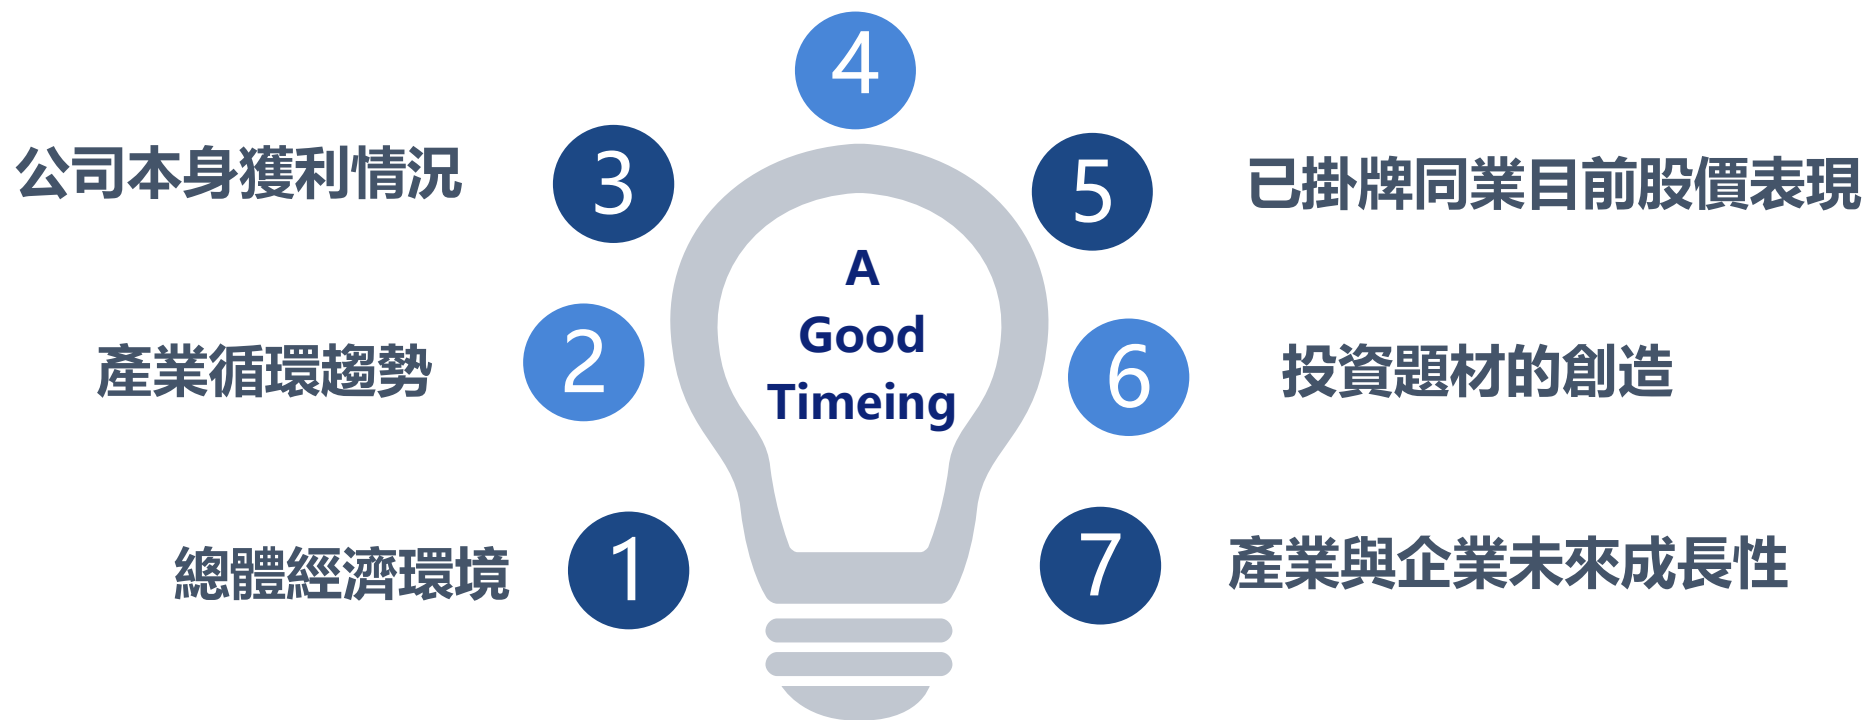 4
公司本身獲利情況
3
5
已掛牌同業目前股價表現
A
Good
Timeing
產業循環趨勢
2
6
投資題材的創造
總體經濟環境
1
7
產業與企業未來成長性